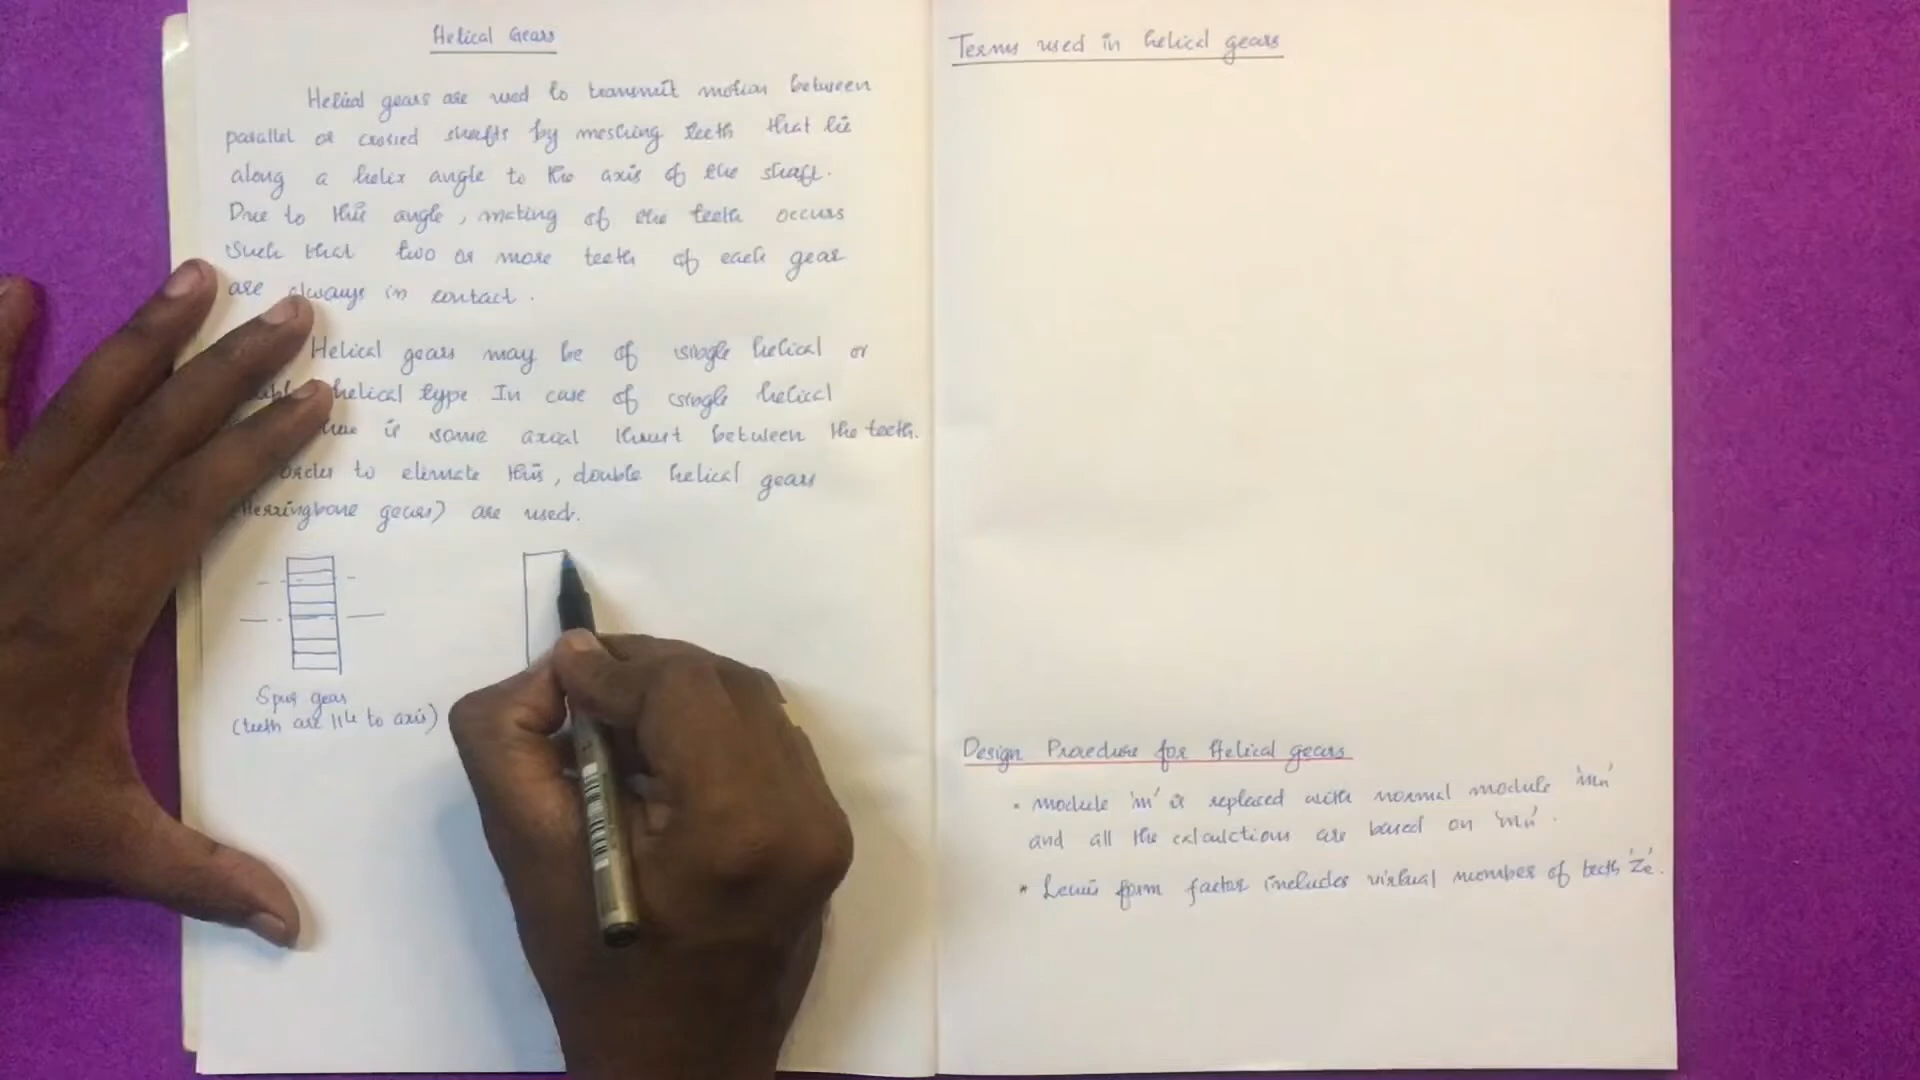 Helical Gears
Helical gears are used to transmit motion between
parallel or crossed shafts by meshing teeth that lie
along a helix angle to the axis of the shaft.
Due to this angle, mating of the teeth occurs
such that two or more teeth of each gear
are always in contact.
Helical gears may be of single helical or
helical type In case of single helical
is some axial thrust between the teeth.
order to elimate this, double helical gears
(Herringbone gears) are used.
Spur gear
(teeth are ||le to axis)
Terms used in helical gears
Design Procedure for Helical gears
• module 'm' is replaced with normal module 'mn'
and all the calculations are based on 'mn'.
* Lewis form factor includes virtual number of teeth 'Ze'.